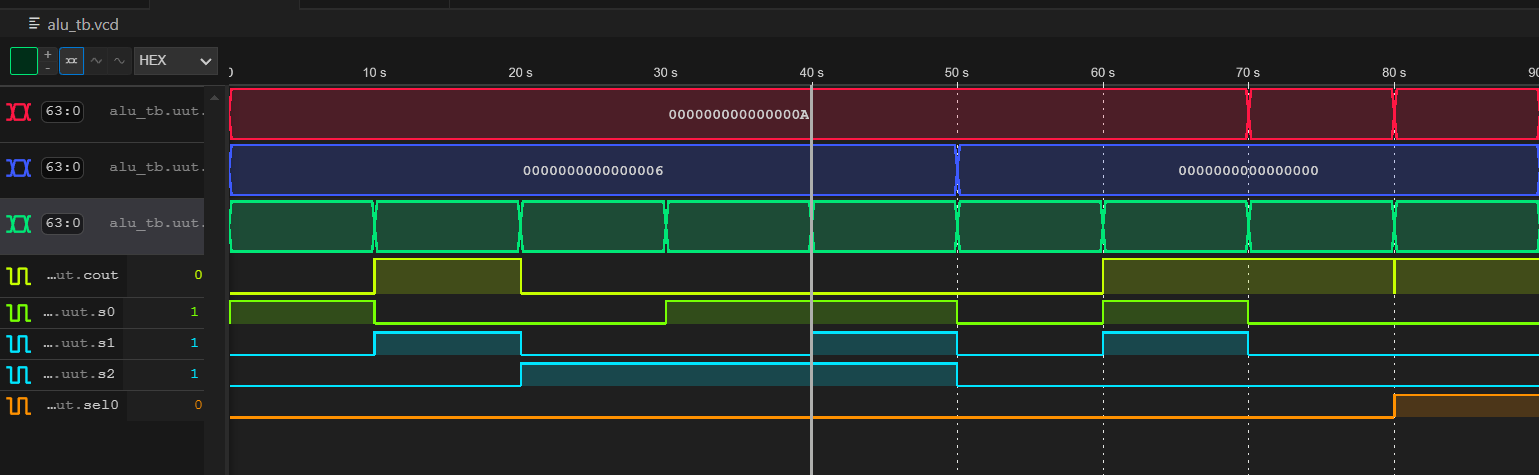 alu_tb.vcd
+
-
HEX
0 10 s 20 s 30 s 40 s 50 s 60 s 70 s 80 s 90
63:0 alu_tb.uut. 000000000000000A
63:0 alu_tb.uut. 0000000000000006 0000000000000000
63:0 alu_tb.uut.
…ut.cout 0
….uut.s0 1
….uut.s1 1
….uut.s2 1
…ut.sel0 0